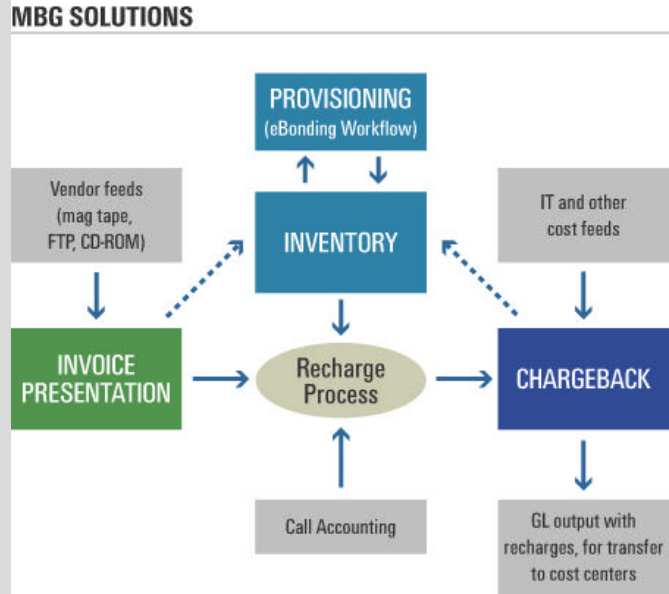 MBG SOLUTIONS
PROVISIONING
(eBonding Workflow)
Vendor feeds
(mag tape,
FTP, CD-ROM)
INVENTORY
IT and other
cost feeds
INVOICE
PRESENTATION
Recharge
Process
CHARGEBACK
Call Accounting
GL output with
recharges, for transfer
to cost centers